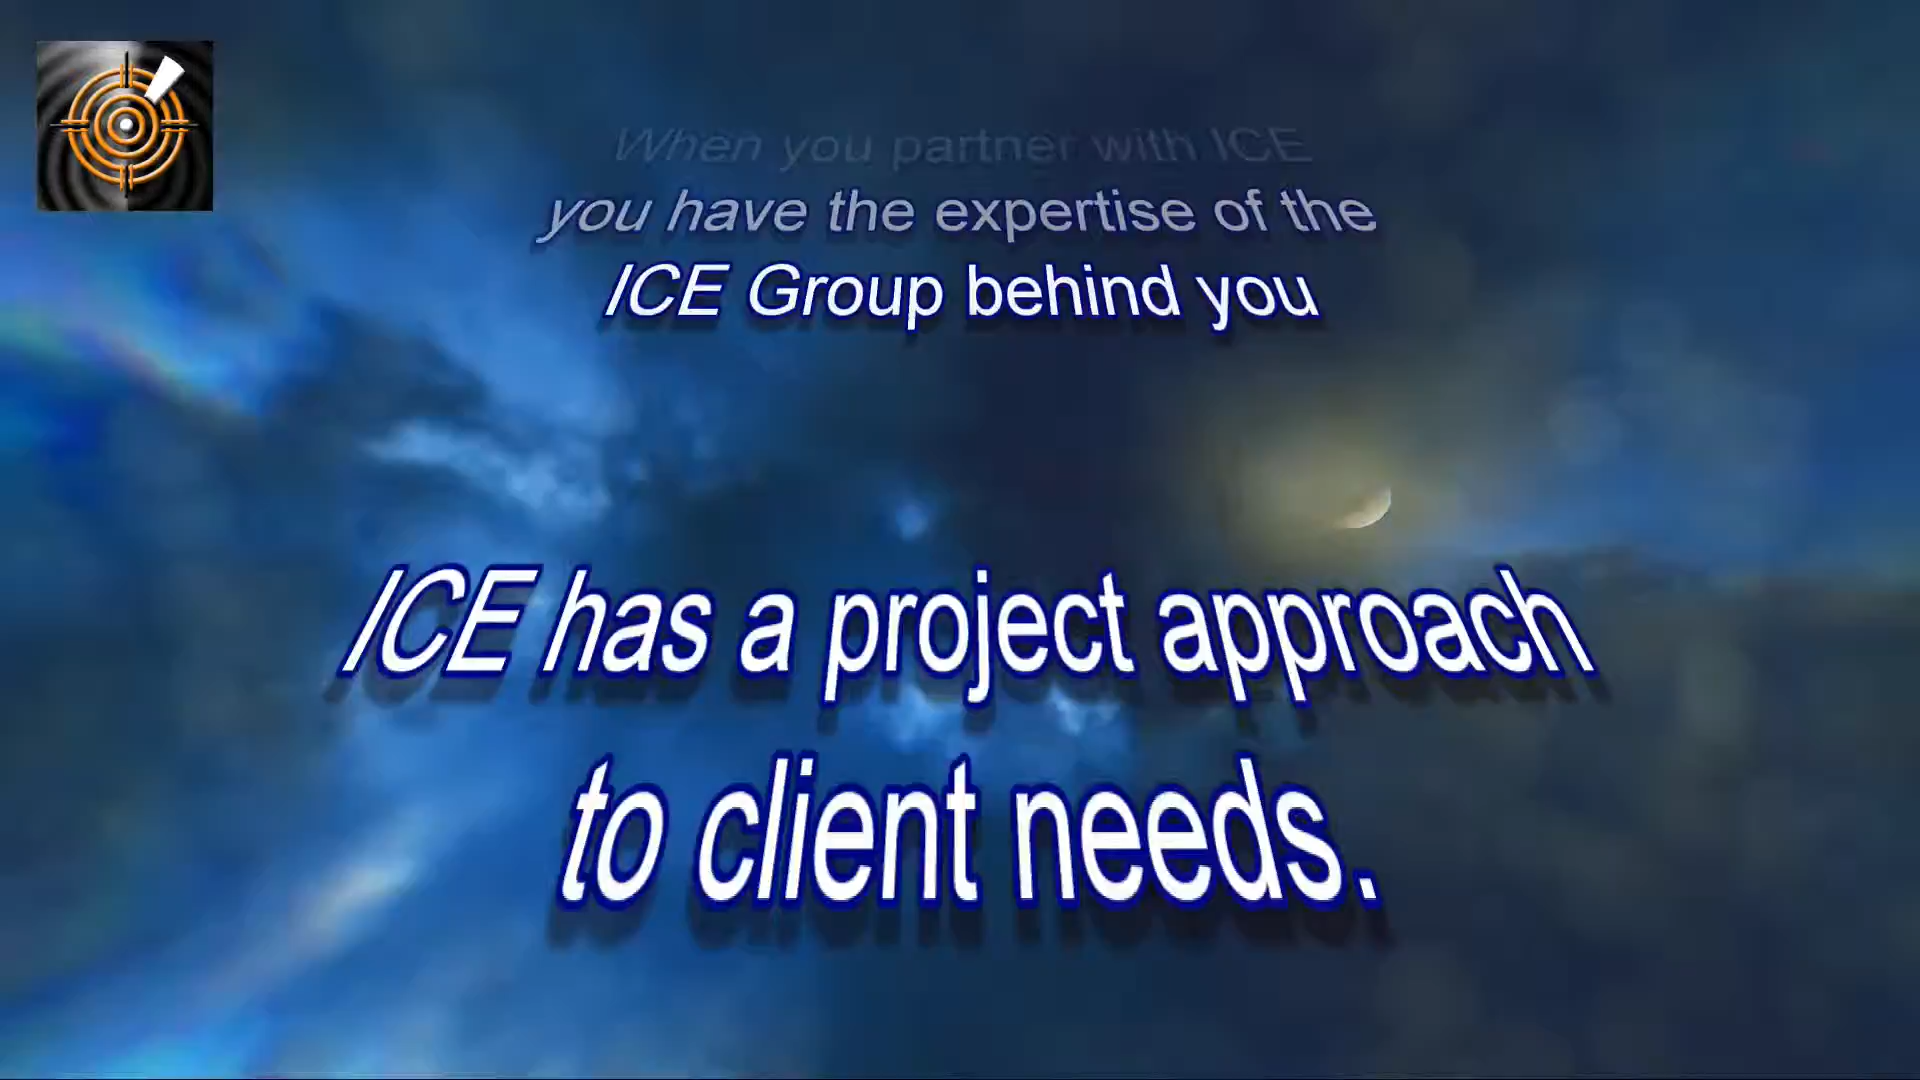 When you partner with ICE
you have the expertise of the
ICE Group behind you
ICE has a project approach
to client needs.